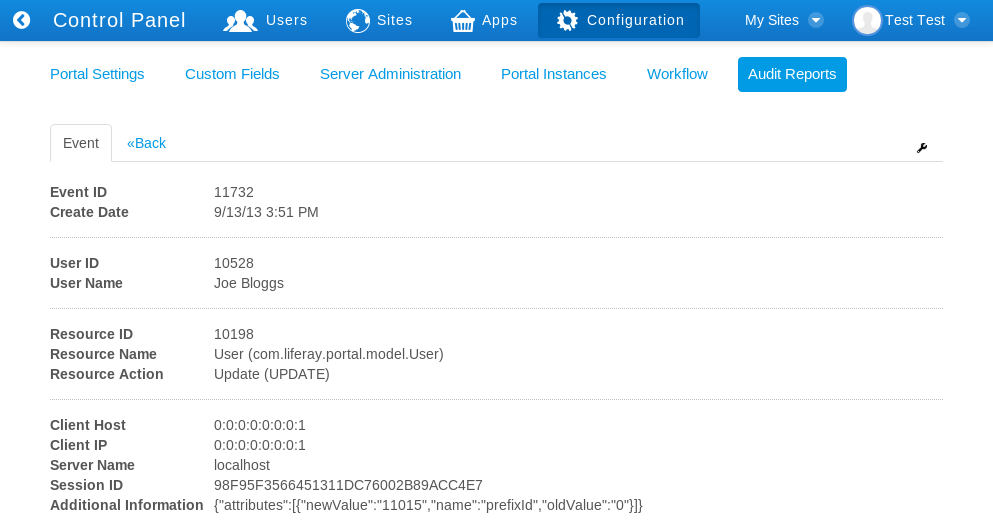 Control Panel Users Sites Apps Configuration My Sites Test Test
Portal Settings Custom Fields Server Administration Portal Instances Workflow Audit Reports
Event «Back
Event ID 11732
Create Date 9/13/13 3:51 PM
User ID 10528
User Name Joe Bloggs
Resource ID 10198
Resource Name User (com.liferay.portal.model.User)
Resource Action Update (UPDATE)
Client Host 0:0:0:0:0:0:0:1
Client IP 0:0:0:0:0:0:0:1
Server Name localhost
Session ID 98F95F3566451311DC76002B89ACC4E7
Additional Information {"attributes":[{"newValue":"11015","name":"prefixId","oldValue":"0"}]}